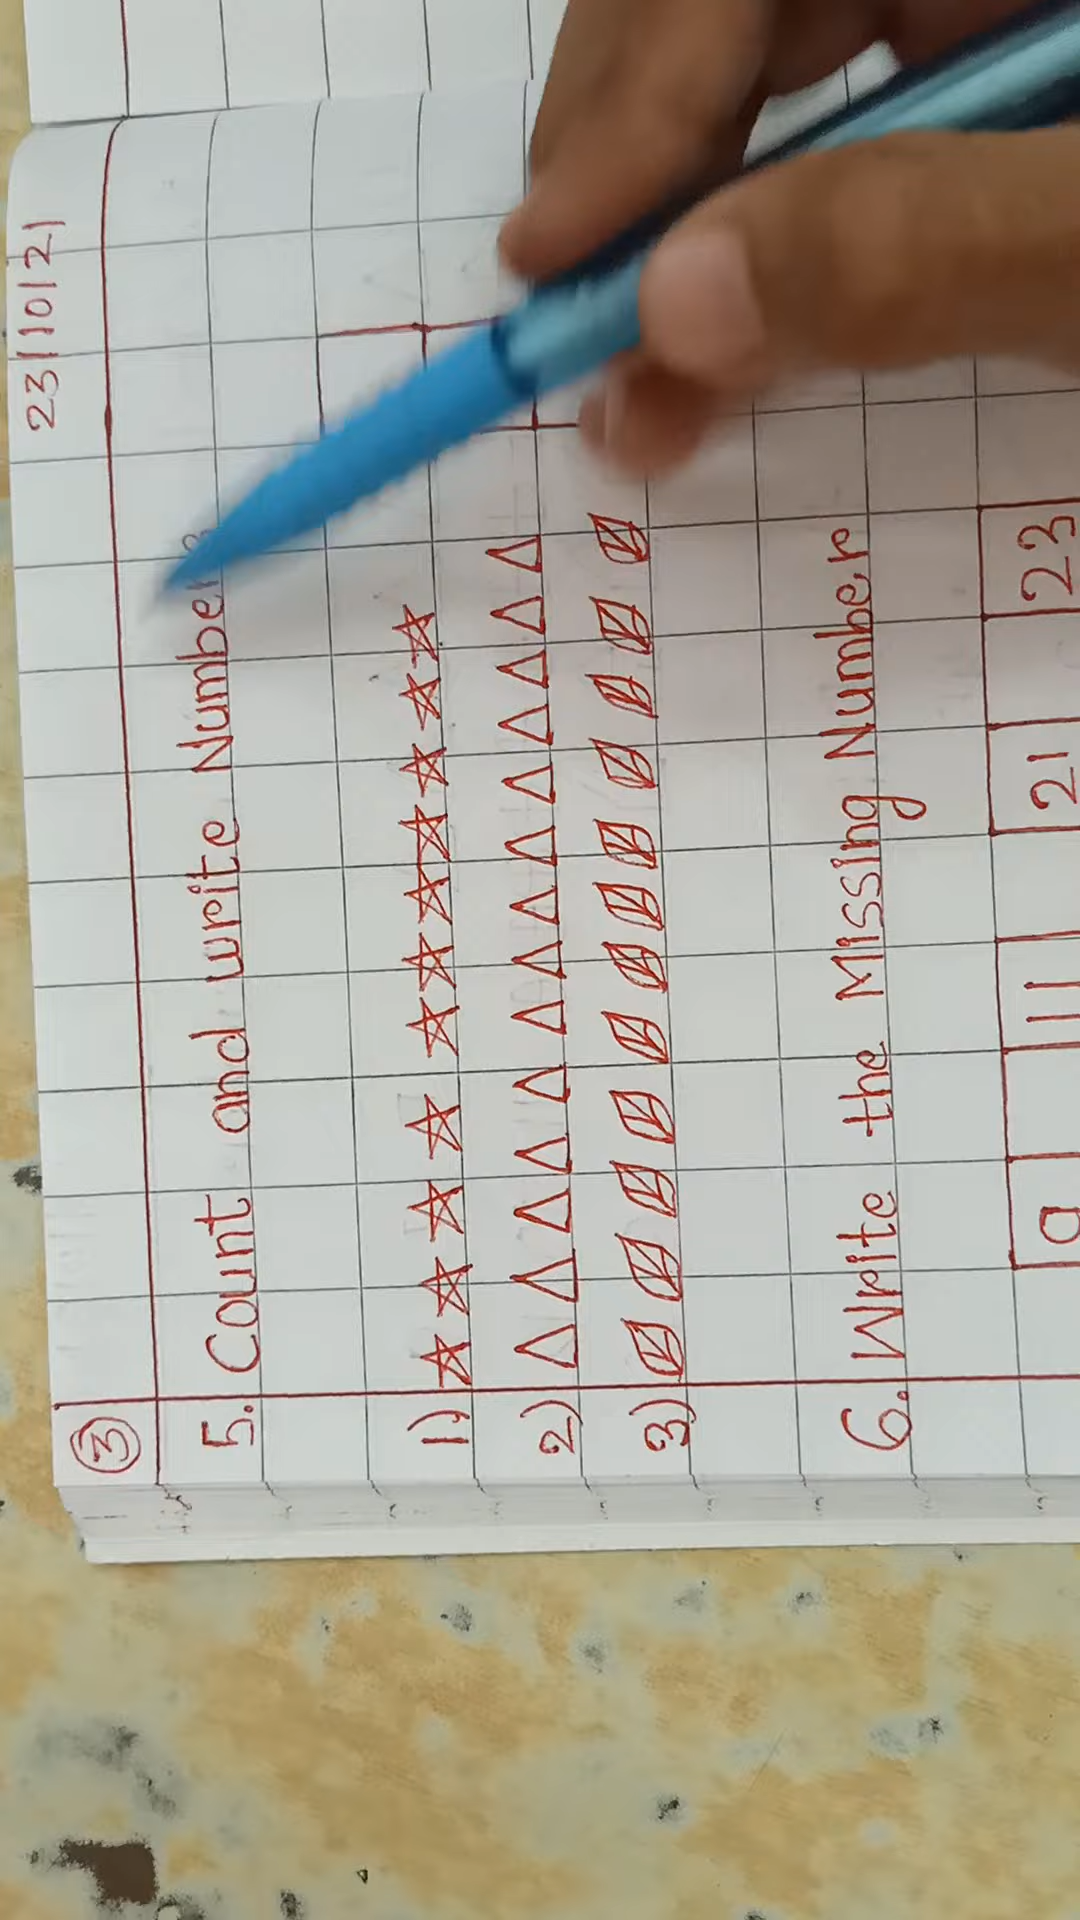 ③ 23/10/21
5. Count and write Number
1)
2)
3)
6. Write the Missing Number
9 11 21 23